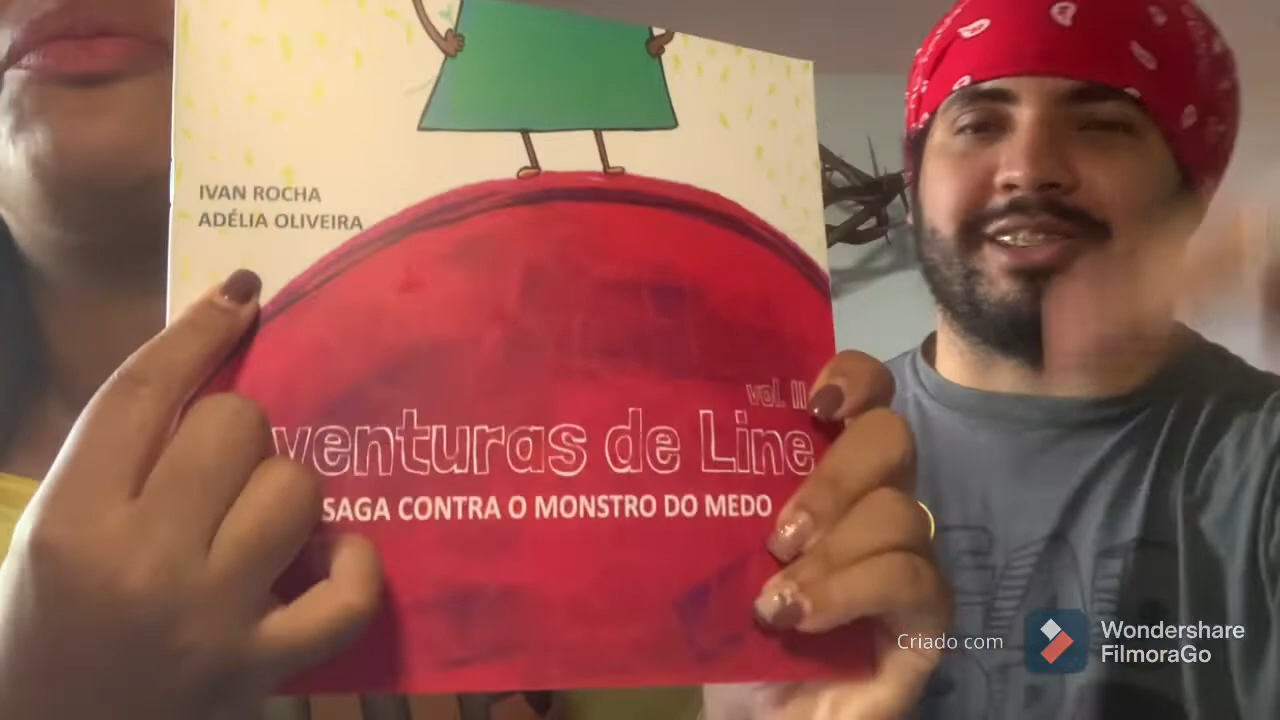 IVAN ROCHA
ADÉLIA OLIVEIRA
vol. II
venturas de Line
SAGA CONTRA O MONSTRO DO MEDO
Criado com
Wondershare
FilmoraGo